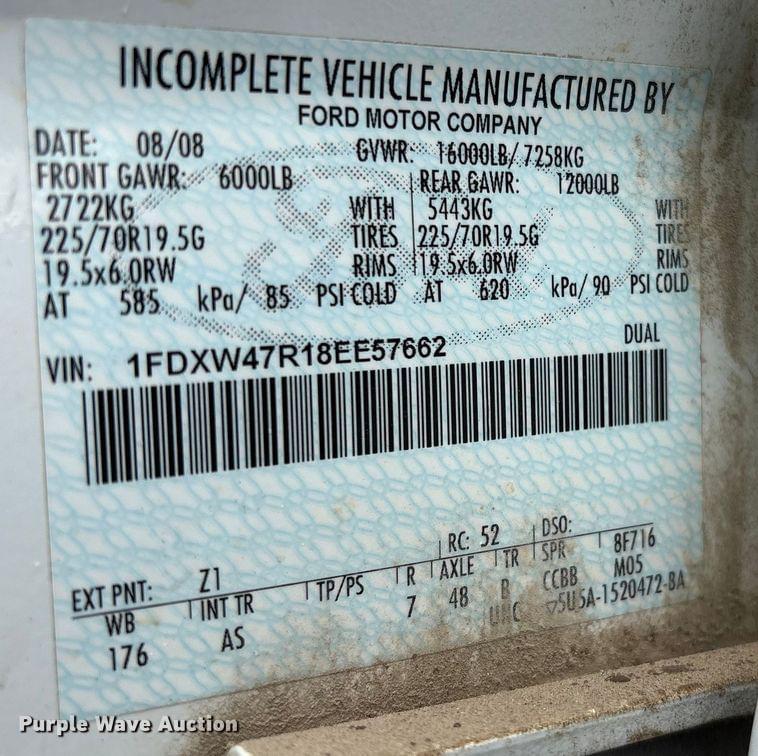 INCOMPLETE VEHICLE MANUFACTURED BY
FORD MOTOR COMPANY
DATE: 08/08 GVWR: 16000LB/ 7258KG
FRONT GAWR: 6000LB REAR GAWR: 12000LB
2722KG WITH 5443KG WITH
225/70R19.5G TIRES 225/70R19.5G TIRES
19.5x6.0RW RIMS 19.5x6.0RW RIMS
AT 585 kPa/ 85 PSI COLD AT 620 kPa/ 90 PSI COLD
VIN: 1FDXW47R18EE57662 DUAL
RC: 52 DSO:
EXT PNT: Z1 8F716
WB INT TR TP/PS R AXLE TR SPR M05
176 AS 7 48 B CCBB
UHC 5U5A-1520472-BA
Purple Wave Auction